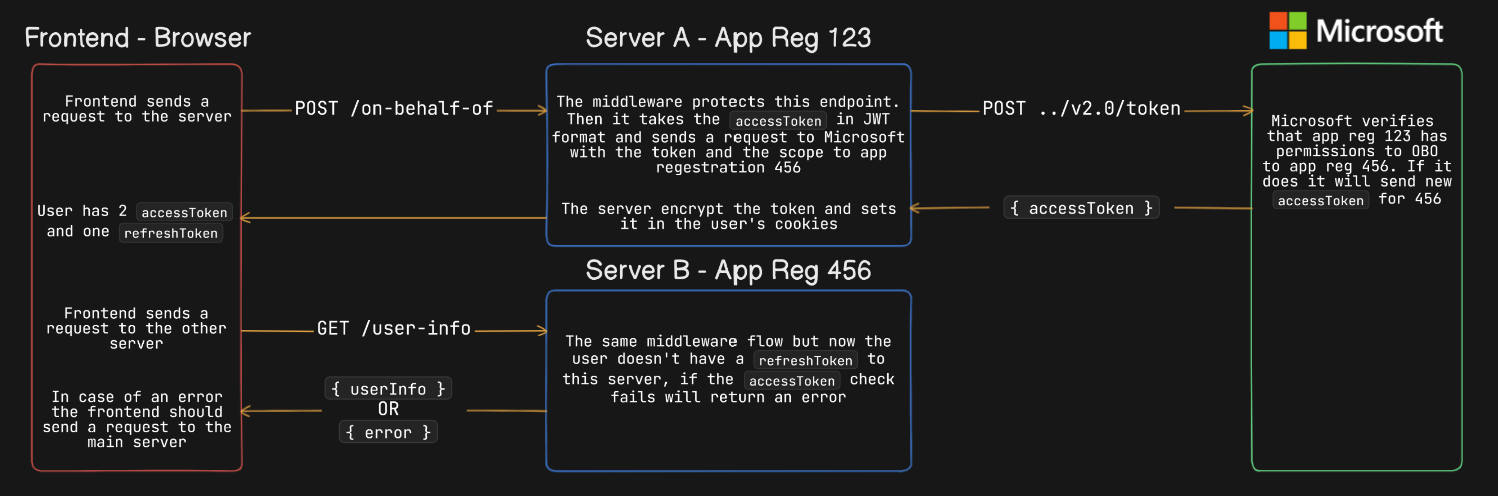 Frontend - Browser
Server A - App Reg 123
Microsoft
Frontend sends a
request to the server
POST /on-behalf-of
The middleware protects this endpoint.
Then it takes the accessToken in JWT
format and sends a request to Microsoft
with the token and the scope to app
regestration 456
POST ../v2.0/token
Microsoft verifies
that app reg 123 has
permissions to OBO
to app reg 456. If it
does it will send new
accessToken for 456
User has 2 accessToken
and one refreshToken
The server encrypt the token and sets
it in the user's cookies
{ accessToken }
Server B - App Reg 456
Frontend sends a
request to the other
server
GET /user-info
The same middleware flow but now the
user doesn't have a refreshToken to
this server, if the accessToken check
fails will return an error
In case of an error
the frontend should
send a request to the
main server
{ userInfo }
OR
{ error }